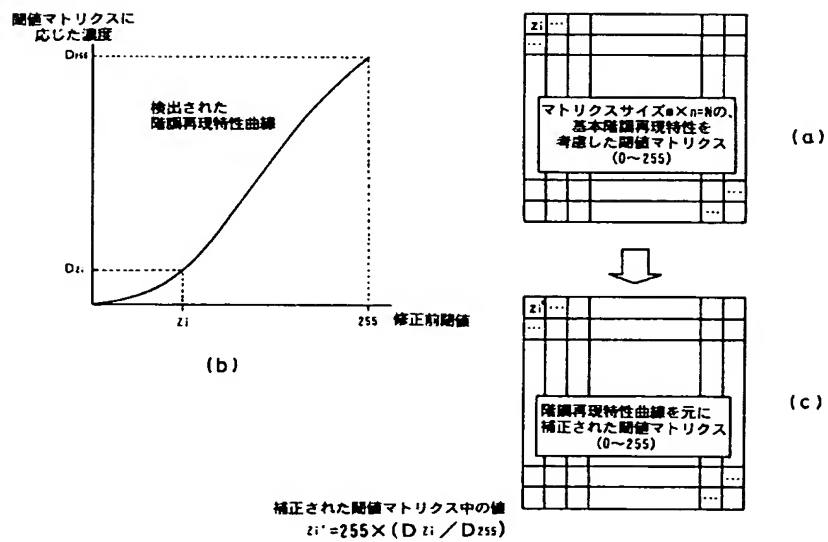 閾値マトリクスに
応じた濃度
D255
検出された
階調再現特性曲線
DZi
Zi
255
修正前閾値
(b)
zi
...
...
マトリクスサイズm×n=Nの、
基本階調再現特性を
考慮した閾値マトリクス
(0〜255)
...
...
(a)
zi'
...
...
階調再現特性曲線を元に
補正された閾値マトリクス
(0〜255)
...
...
(c)
補正された閾値マトリクス中の値
zi'=255×(DZi／D255)